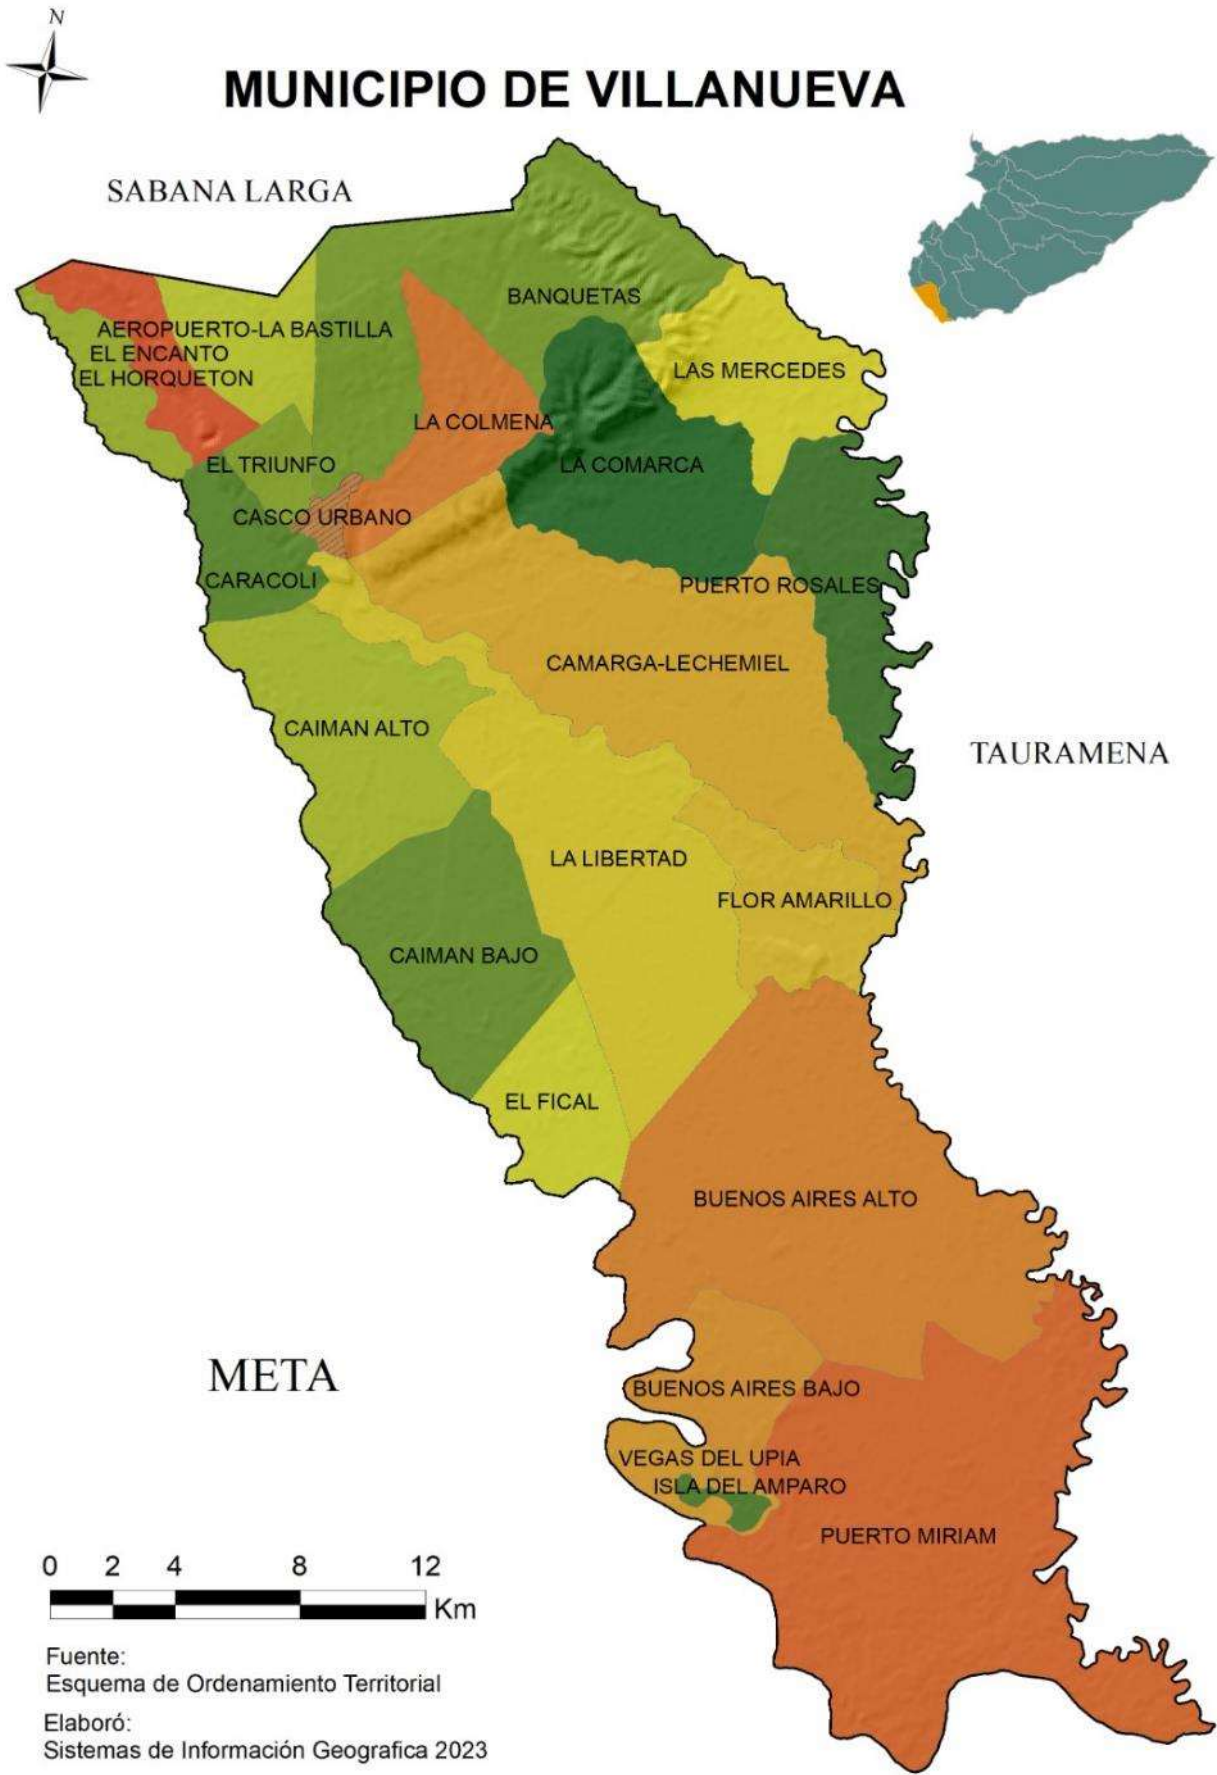 N
MUNICIPIO DE VILLANUEVA
SABANA LARGA
BANQUETAS
AEROPUERTO-LA BASTILLA
EL ENCANTO
EL HORQUETON
LAS MERCEDES
LA COLMENA
EL TRIUNFO
LA COMARCA
CASCO URBANO
CARACOLI
PUERTO ROSALES
CAMARGA-LECHEMIEL
CAIMAN ALTO
TAURAMENA
LA LIBERTAD
FLOR AMARILLO
CAIMAN BAJO
EL FICAL
BUENOS AIRES ALTO
META
BUENOS AIRES BAJO
VEGAS DEL UPIA
ISLA DEL AMPARO
PUERTO MIRIAM
0 2 4 8 12
Km
Fuente:
Esquema de Ordenamiento Territorial
Elaboró:
Sistemas de Información Geografica 2023